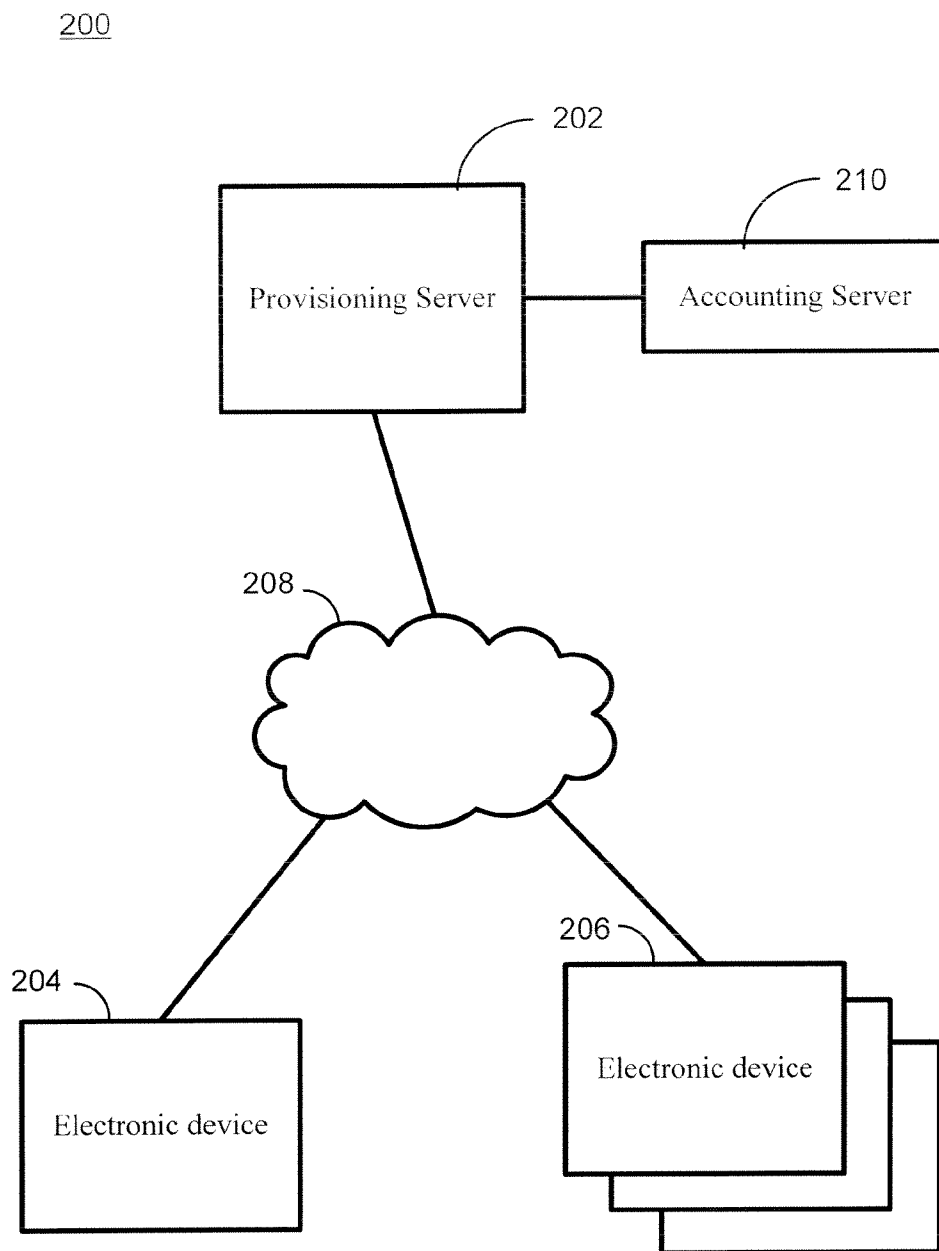 200
202
210
Provisioning Server
Accounting Server
208
206
204
Electronic device
Electronic device